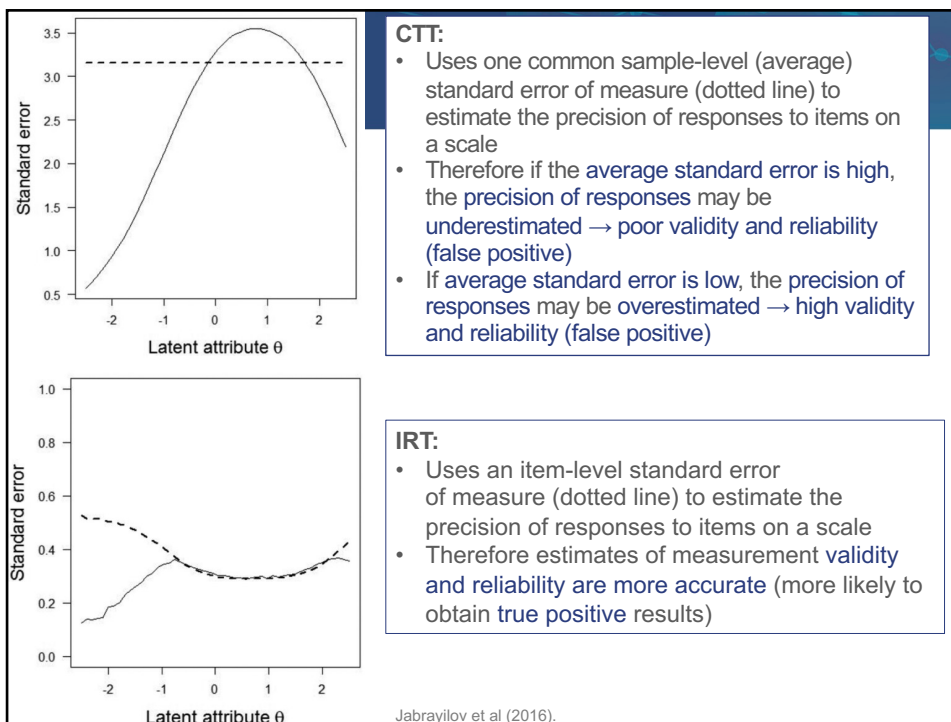 3.5
3.0
2.5
2.0
1.5
1.0
0.5
Standard error
-2 -1 0 1 2
Latent attribute θ
CTT:
• Uses one common sample-level (average)
standard error of measure (dotted line) to
estimate the precision of responses to items on
a scale
• Therefore if the average standard error is high,
the precision of responses may be
underestimated → poor validity and reliability
(false positive)
• If average standard error is low, the precision of
responses may be overestimated → high validity
and reliability (false positive)
1.0
0.8
0.6
0.4
0.2
0.0
Standard error
-2 -1 0 1 2
Latent attribute θ
IRT:
• Uses an item-level standard error
of measure (dotted line) to estimate the
precision of responses to items on a scale
• Therefore estimates of measurement validity
and reliability are more accurate (more likely to
obtain true positive results)
Jabrayilov et al (2016).